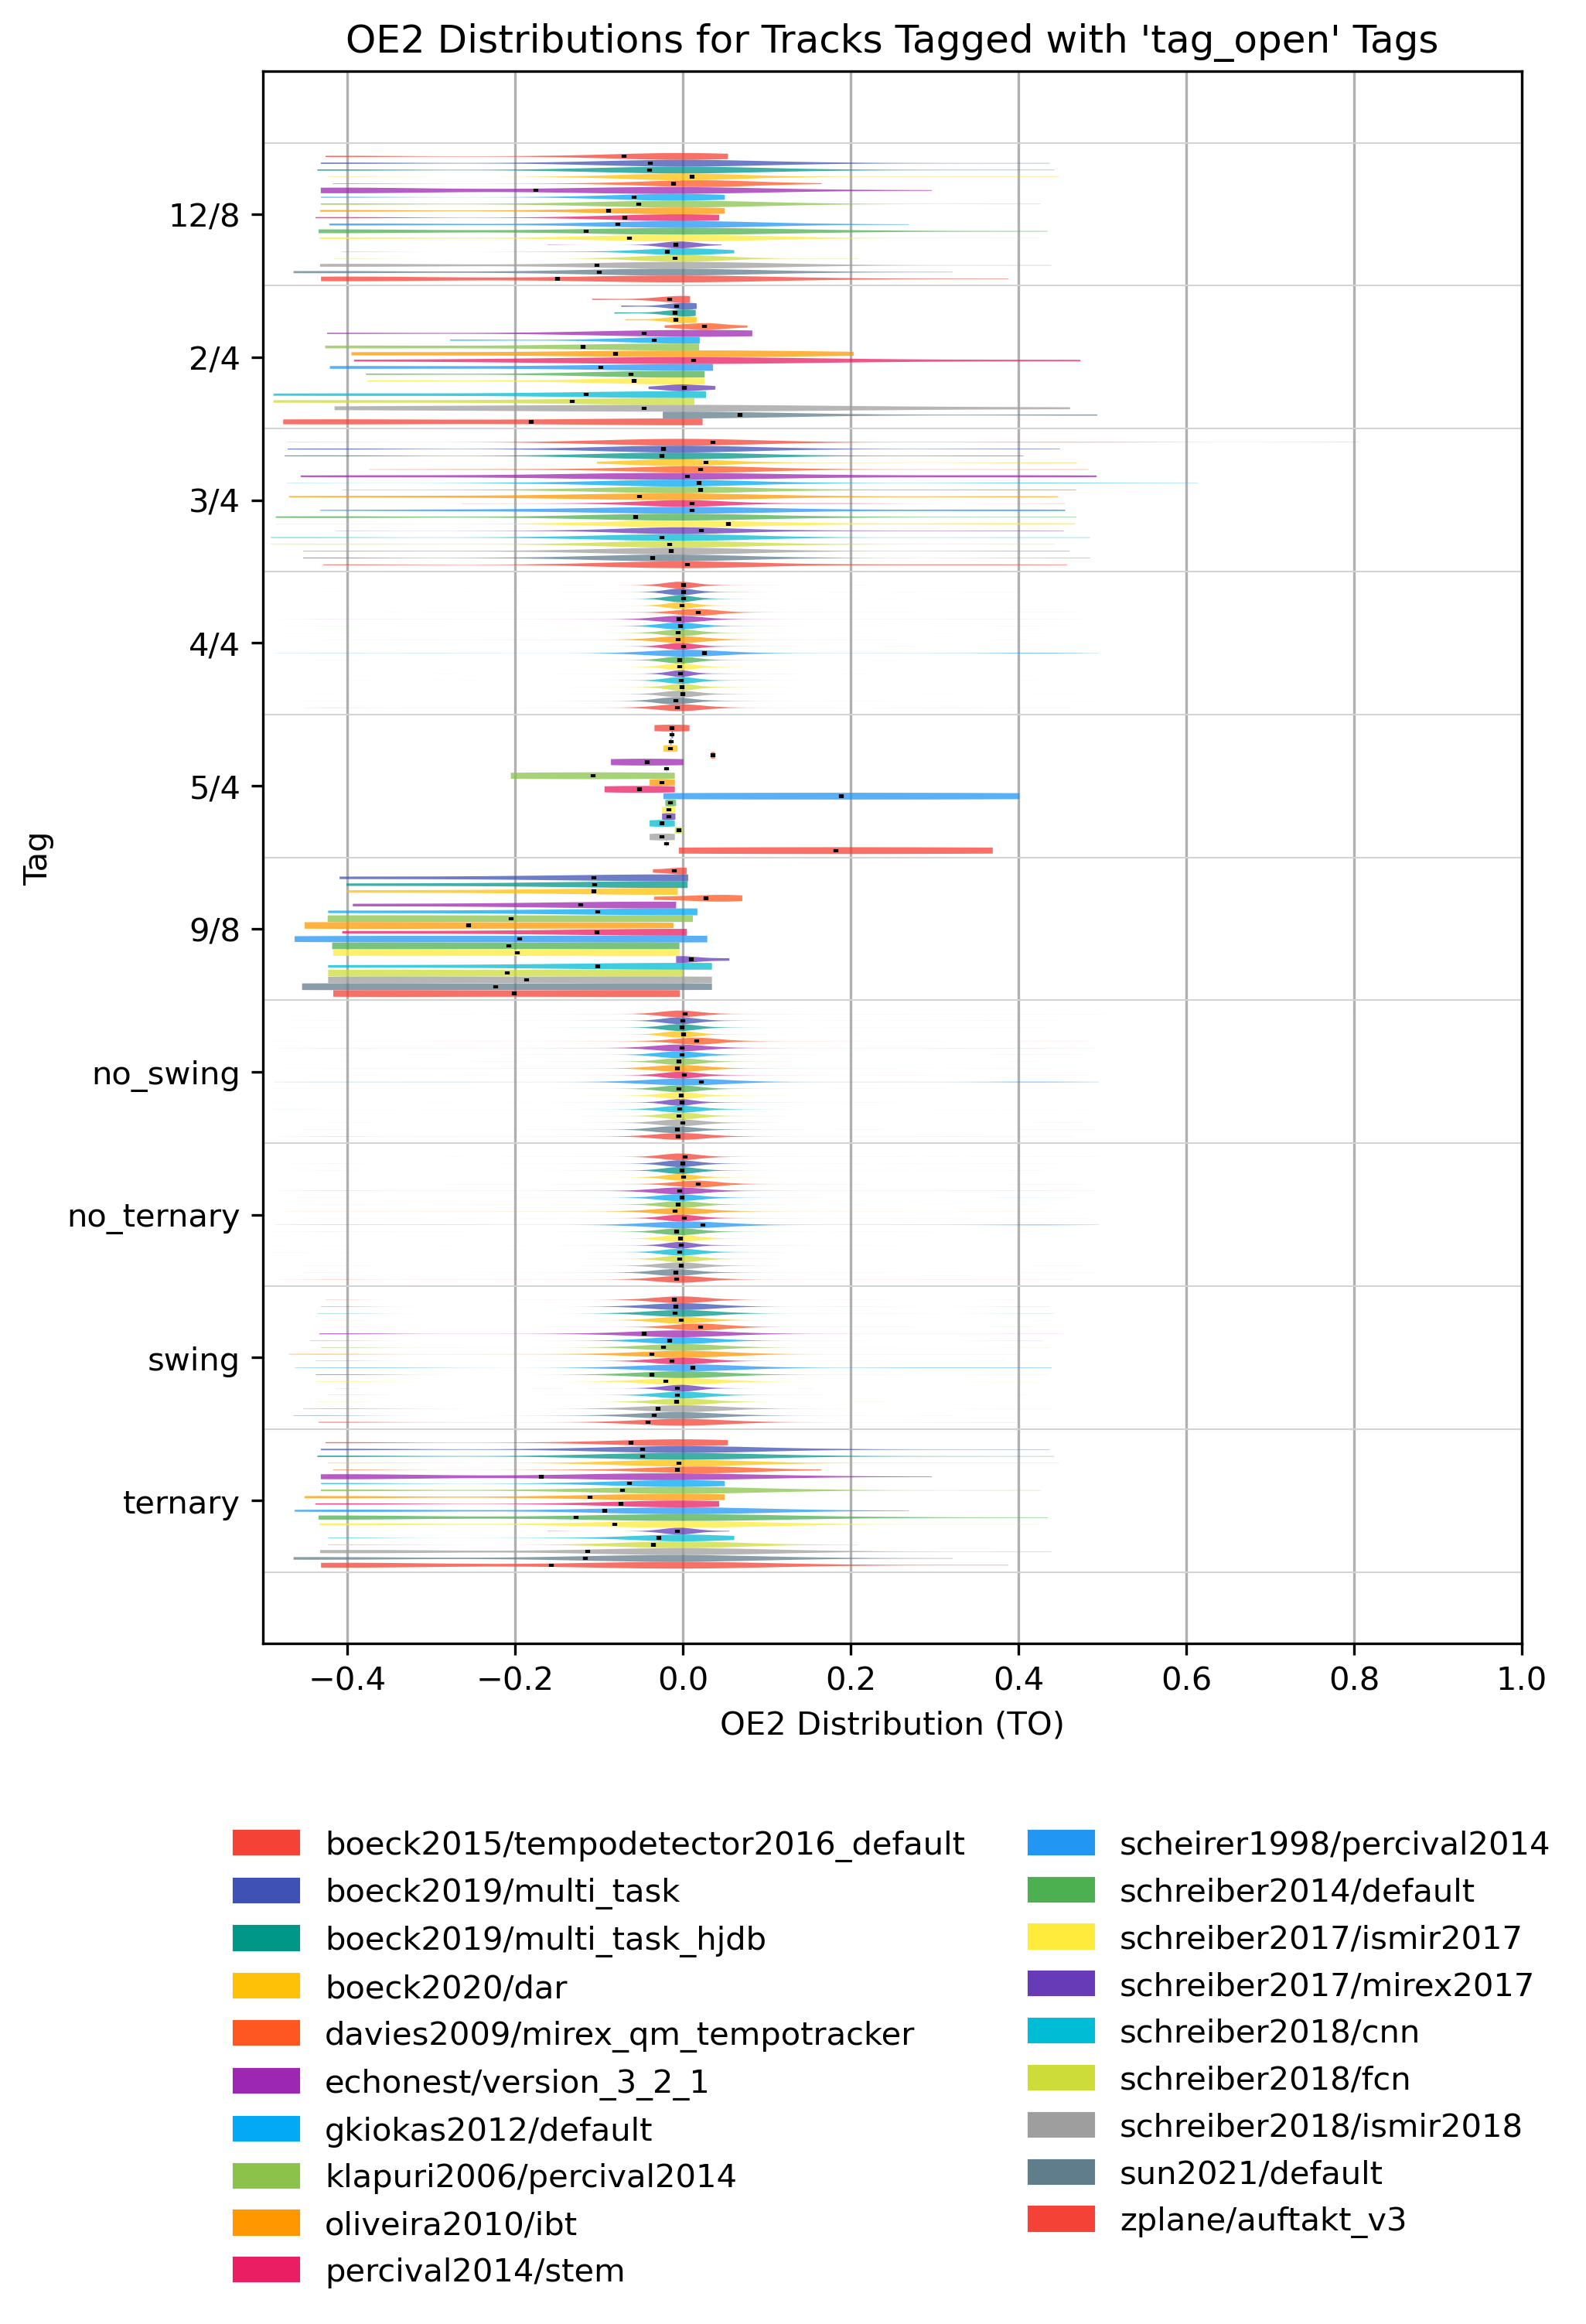 OE2 Distributions for Tracks Tagged with 'tag_open' Tags
12/8
2/4
3/4
4/4
5/4
9/8
no_swing
no_ternary
swing
ternary
Tag
−0.4 −0.2 0.0 0.2 0.4 0.6 0.8 1.0
OE2 Distribution (TO)
boeck2015/tempodetector2016_default
boeck2019/multi_task
boeck2019/multi_task_hjdb
boeck2020/dar
davies2009/mirex_qm_tempotracker
echonest/version_3_2_1
gkiokas2012/default
klapuri2006/percival2014
oliveira2010/ibt
percival2014/stem
scheirer1998/percival2014
schreiber2014/default
schreiber2017/ismir2017
schreiber2017/mirex2017
schreiber2018/cnn
schreiber2018/fcn
schreiber2018/ismir2018
sun2021/default
zplane/auftakt_v3